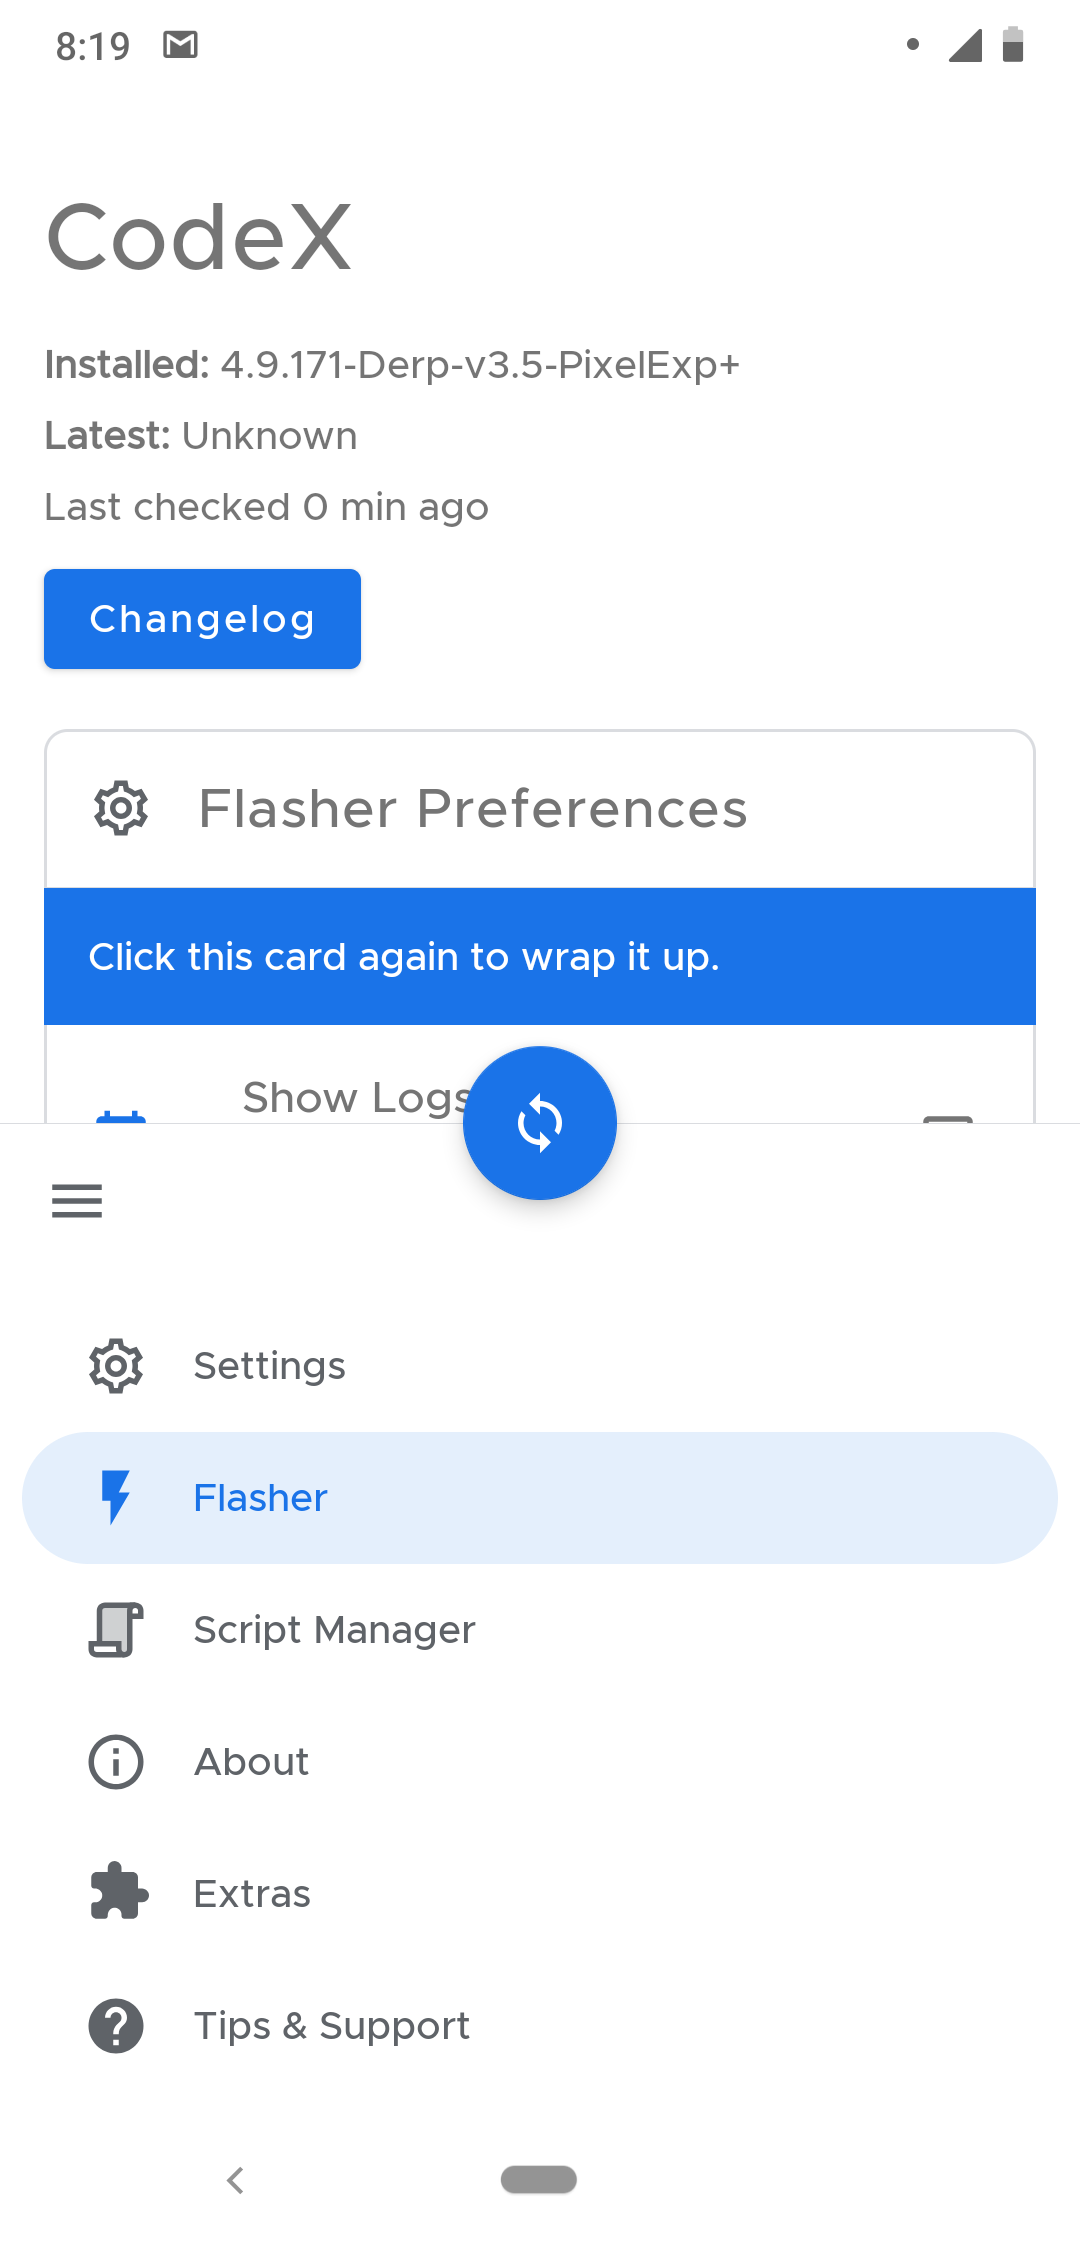 8:19
CodeX
Installed: 4.9.171-Derp-v3.5-PixelExp+
Latest: Unknown
Last checked 0 min ago
Changelog
Flasher Preferences
Click this card again to wrap it up.
Show Logs
Settings
Flasher
Script Manager
About
Extras
Tips & Support